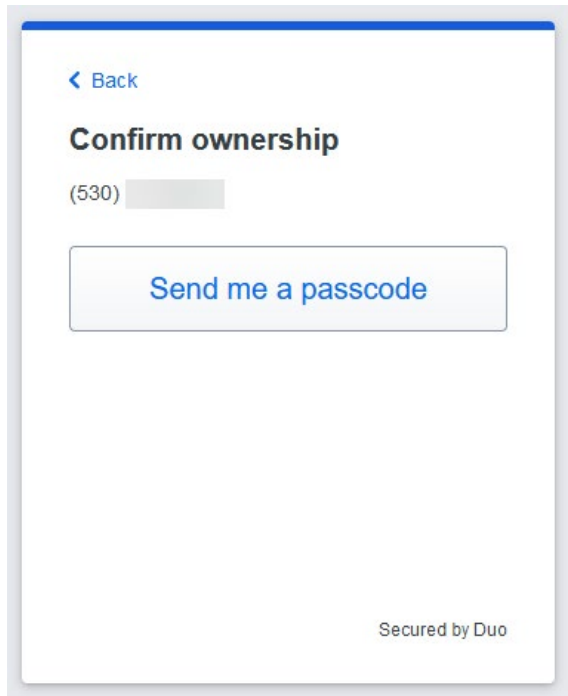 Back
Confirm ownership
(530)
Send me a passcode
Secured by Duo